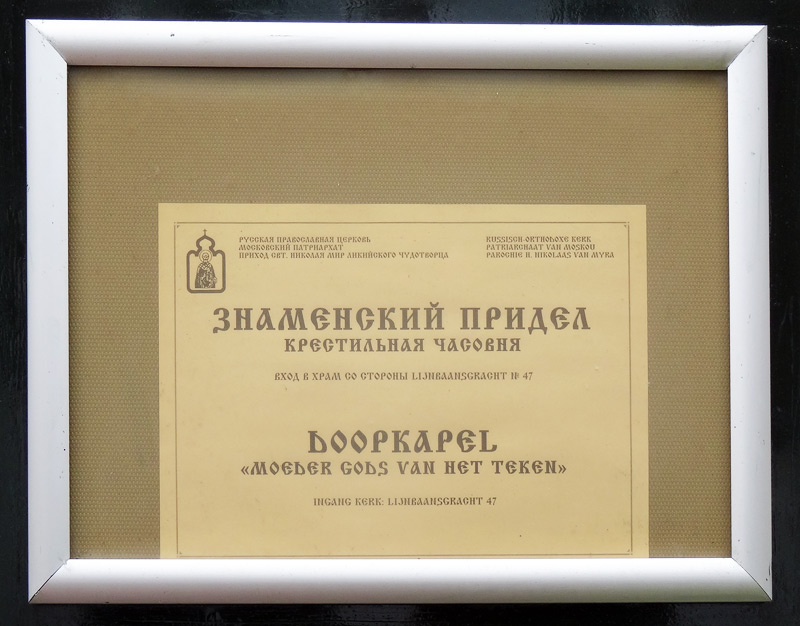 РУССКАЯ ПРАВОСЛАВНАЯ ЦЕРКОВЬ
МОСКОВСКИЙ ПАТРИАРХАТ
ПРИХОД СВТ. НИКОЛАЯ МИР ЛИКИЙСКОГО ЧУДОТВОРЦА
RUSSISCH-ORTHODOXE KERK
PATRIARCHAAT VAN MOSKOU
PAROCHIE H. NIKOLAAS VAN MYRA
ЗНАМЕНСКИЙ ПРИДЕЛ
КРЕСТИЛЬНАЯ ЧАСОВНЯ
ВХОД В ХРАМ СО СТОРОНЫ LIJNBAANSGRACHT № 47
DOOPKAPEL
«MOEDER GODS VAN HET TEKEN»
INGANG KERK: LIJNBAANSGRACHT 47